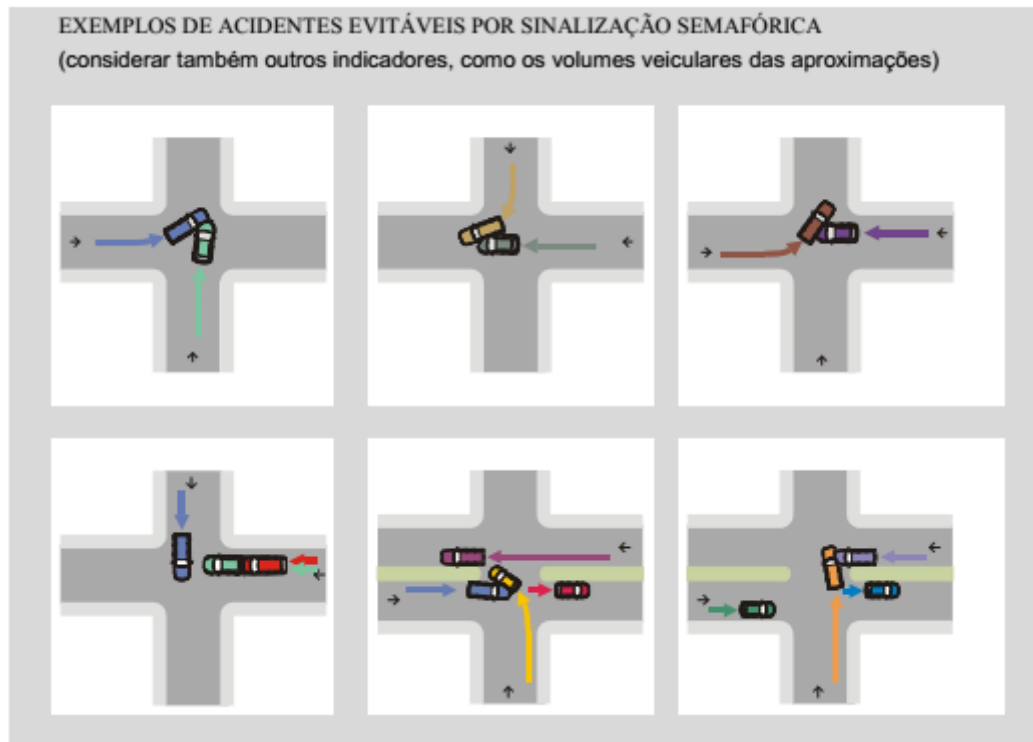 EXEMPLOS DE ACIDENTES EVITÁVEIS POR SINALIZAÇÃO SEMAFÓRICA
(considerar também outros indicadores, como os volumes veiculares das aproximações)